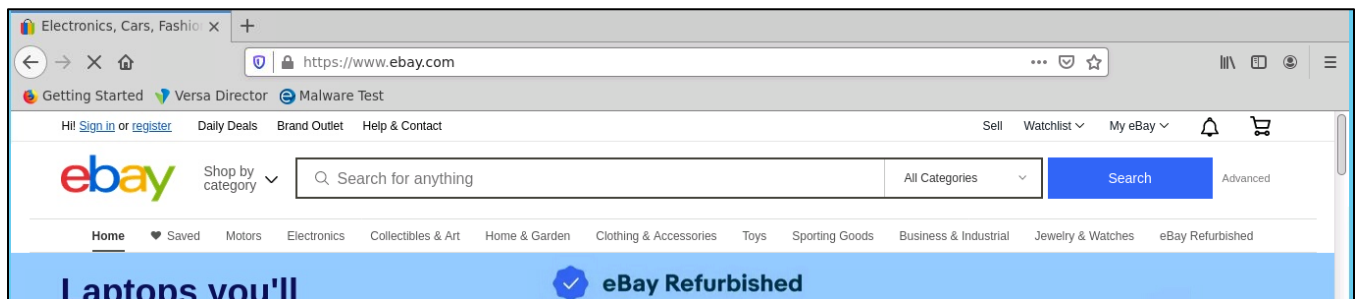 Electronics, Cars, Fashio
https://www.ebay.com
Getting Started Versa Director Malware Test
Hi! Sign in or register Daily Deals Brand Outlet Help & Contact Sell Watchlist My eBay
ebay Shop by category Search for anything All Categories Search Advanced
Home Saved Motors Electronics Collectibles & Art Home & Garden Clothing & Accessories Toys Sporting Goods Business & Industrial Jewelry & Watches eBay Refurbished
Laptops you'll eBay Refurbished